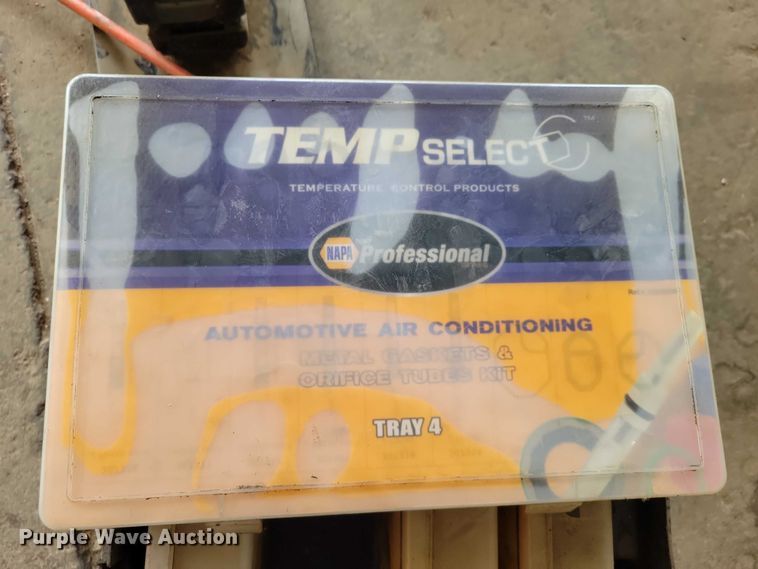 TEMP SELECT ™
TEMPERATURE CONTROL PRODUCTS
NAPA Professional
AUTOMOTIVE AIR CONDITIONING
METAL GASKETS &
ORIFICE TUBES KIT
TRAY 4
Purple Wave Auction